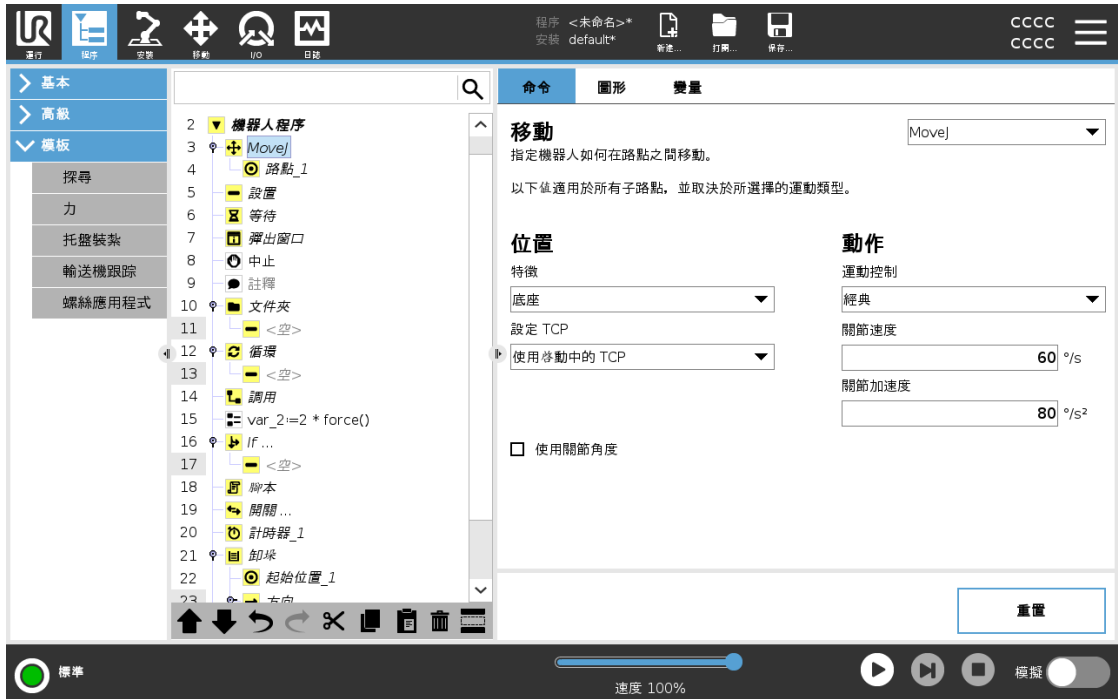 運行
程序
安裝
移動
I/O
日誌
程序 <未命名>*
安裝 default*
新建...
打開...
保存...
CCCC
CCCC
基本
高級
模板
探尋
力
托盤裝紮
輸送機跟踪
螺絲應用程式
2 機器人程序
3 MoveJ
4 路點_1
5 設置
6 等待
7 彈出窗口
8 中止
9 註釋
10 文件夾
11 <空>
12 循環
13 <空>
14 調用
15 var_2:=2 * force()
16 If ...
17 <空>
18 腳本
19 開關 ...
20 計時器_1
21 卸垛
22 起始位置_1
23 方向
命令
圖形
變量
移動
MoveJ
指定機器人如何在路點之間移動。
以下值適用於所有子路點，並取決於所選擇的運動類型。
位置
特徵
底座
設定 TCP
使用啓動中的 TCP
使用關節角度
動作
運動控制
經典
關節速度
60 °/s
關節加速度
80 °/s²
重置
標準
速度 100%
模擬